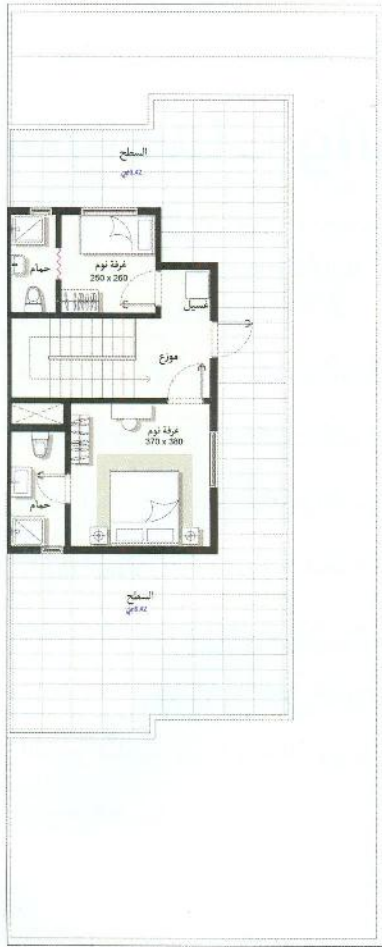 السطح
حمام
غرفة نوم
260 x 260
غسيل
موزع
غرفة نوم
370 x 380
حمام
السطح